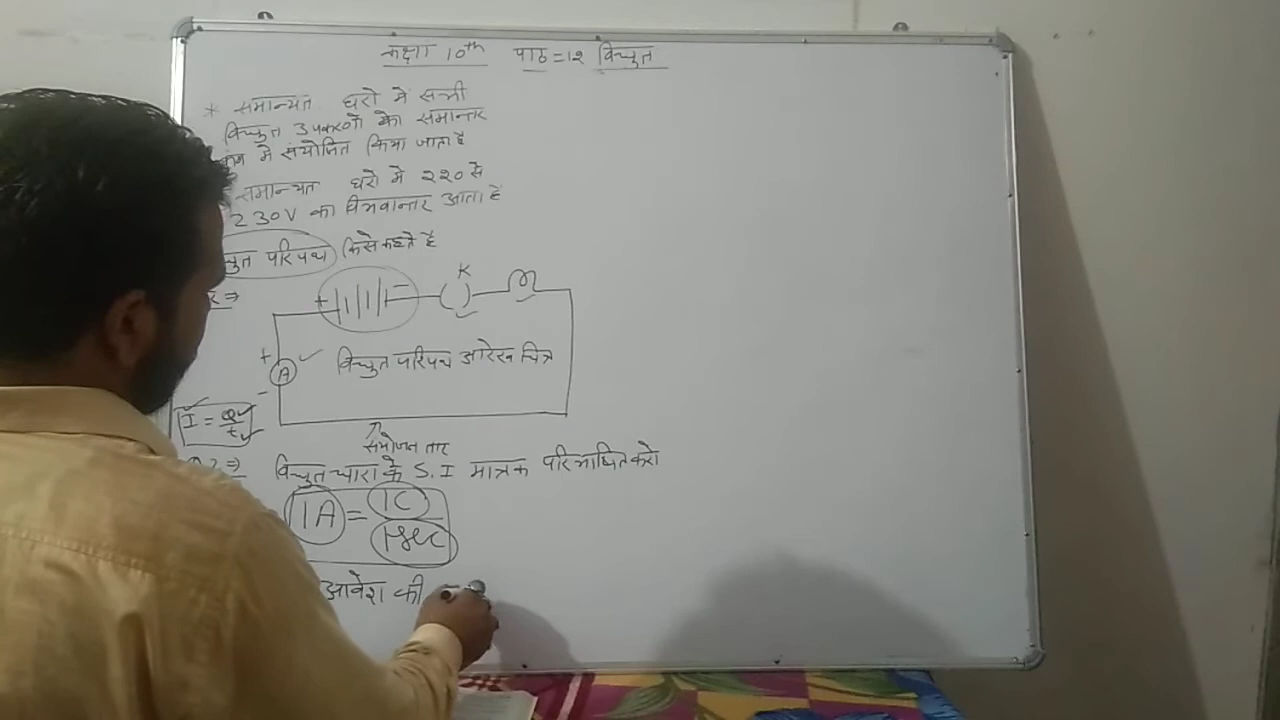 कक्षा 10th पाठ = 12 विद्युत
* समान्यत घरो मे सभी
विद्युत उपकरणो को समान्तर
क्रम मे संयोजित किया जाता है
समान्यत घरो मे 220 से
230V का विभवान्तर आता है
परिपथ किसे कहते है
K
+ -
+
A
विद्युत परिपथ आरेख चित्र
-
I = Q/t
संयोजन तार
विद्युत धारा के S.I मात्रक परिभाषित करो
1A = 1C/1sec
आवेश की